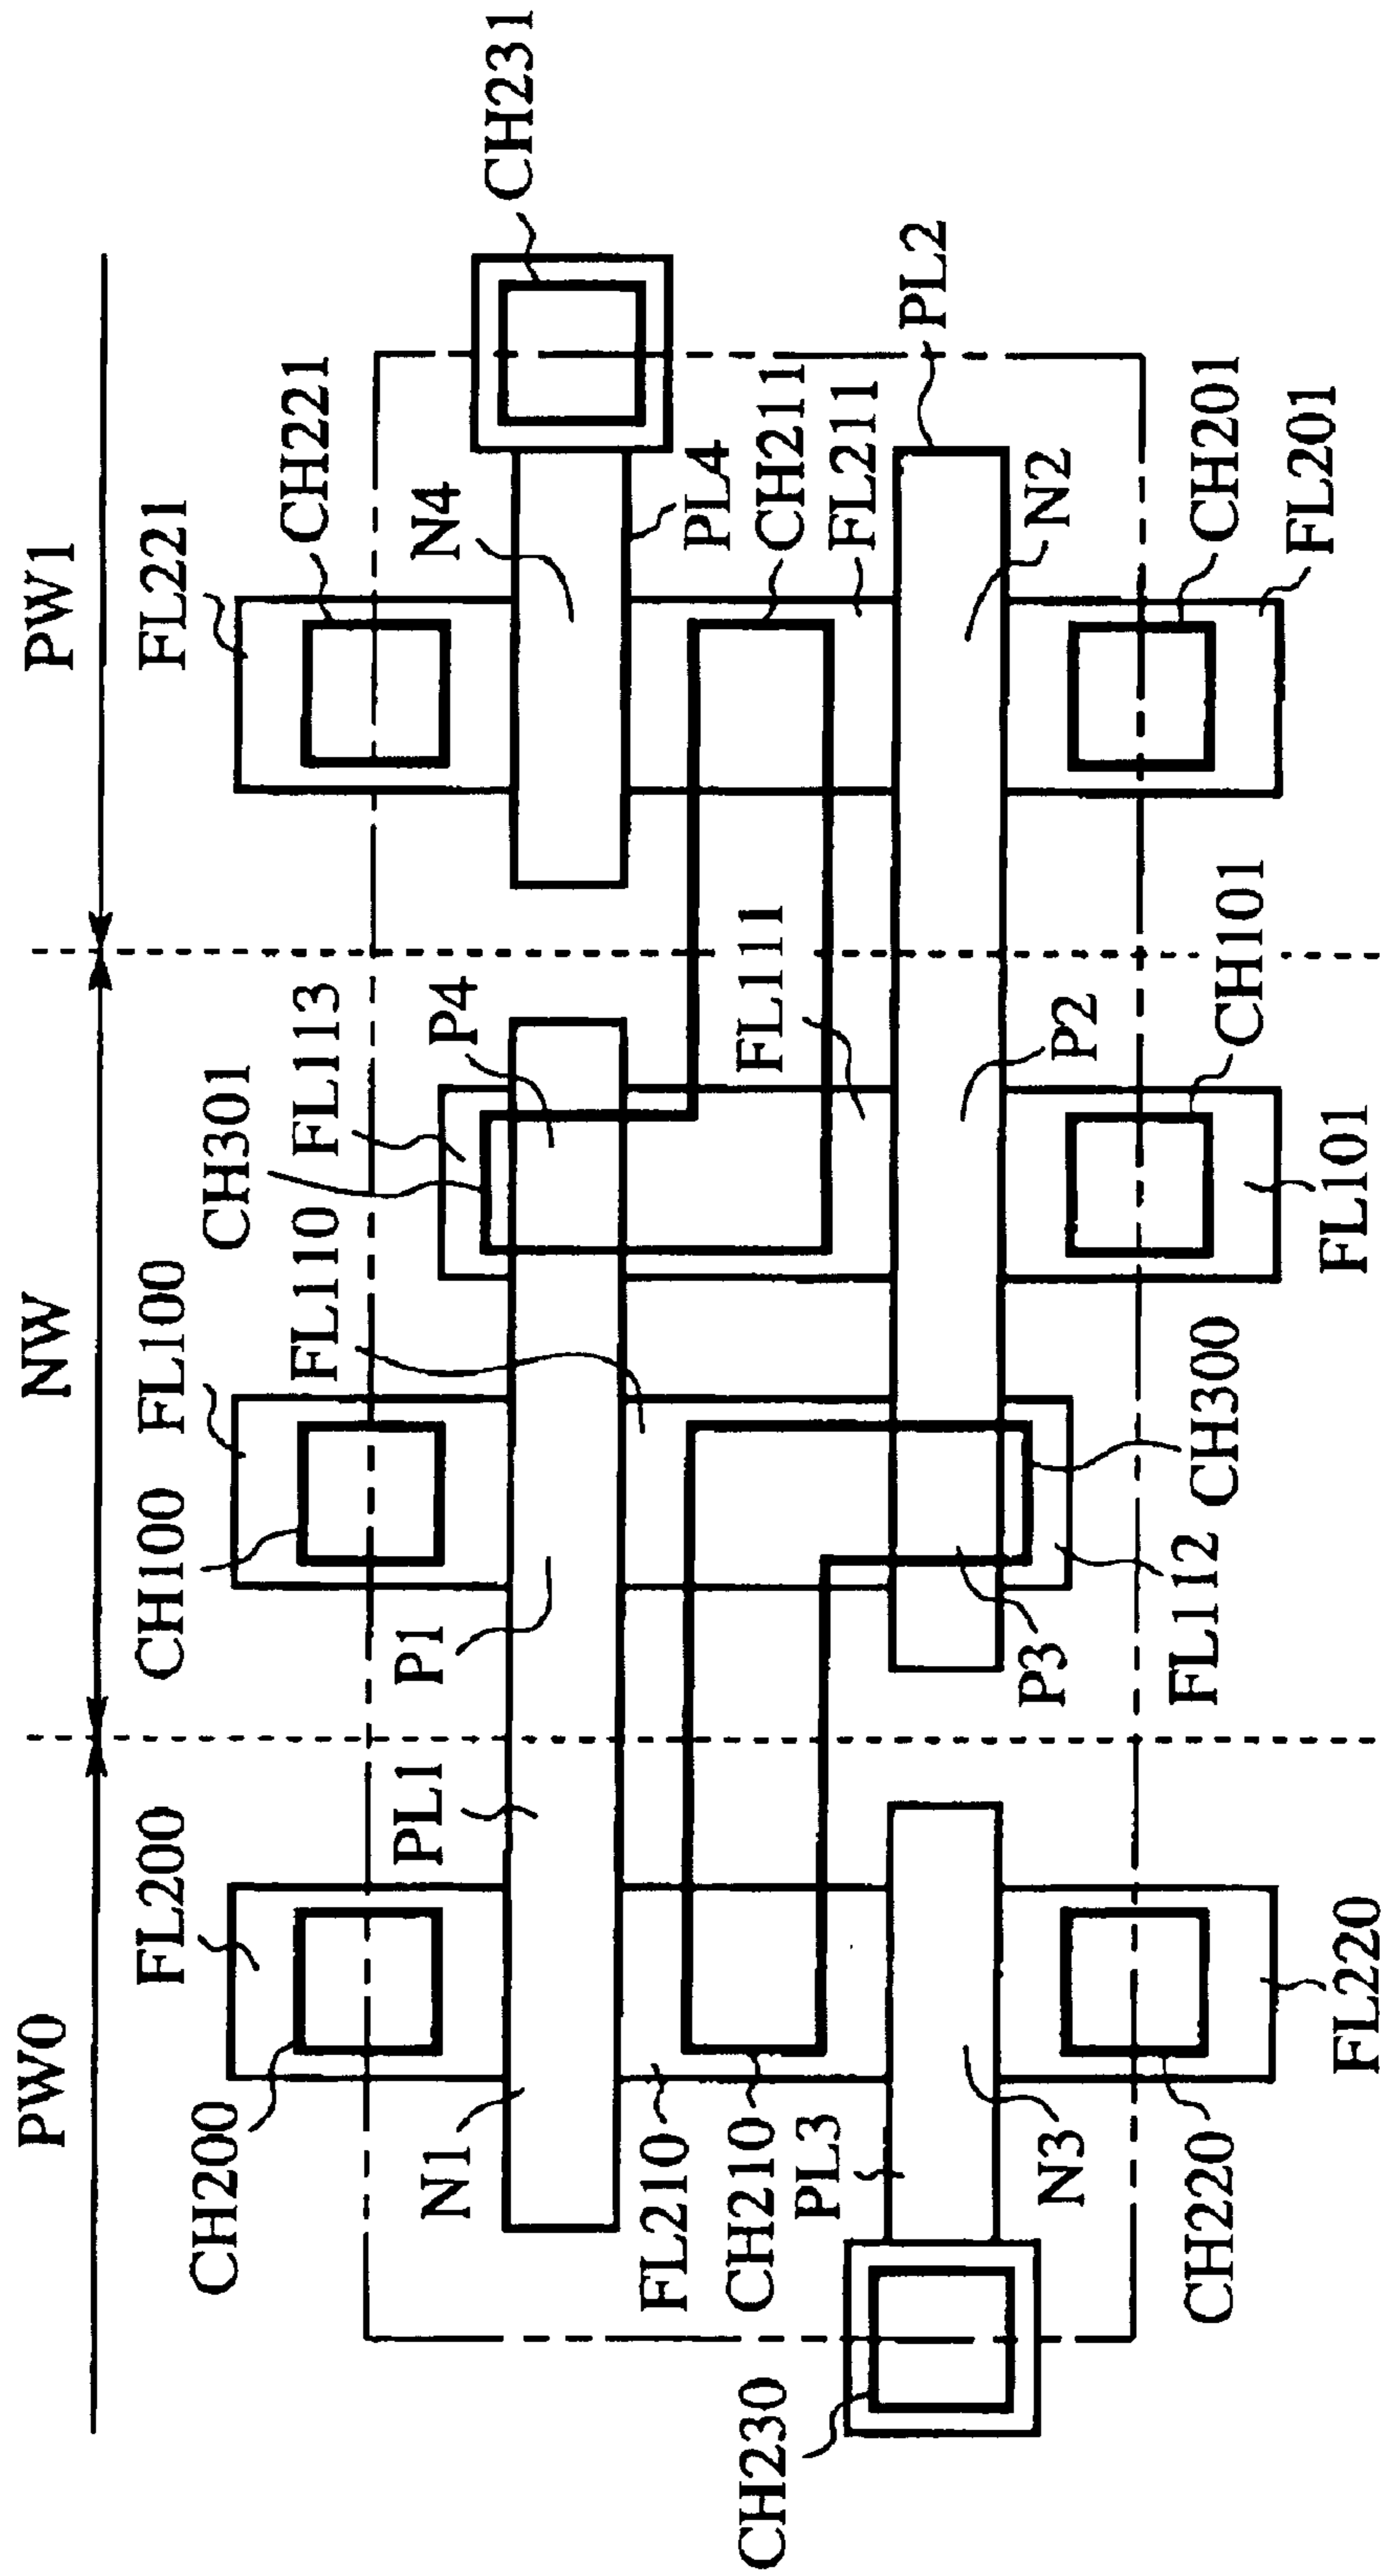 PW0
NW
PW1
FL200
CH100
FL100
FL221
CH200
CH301
FL110
FL113
CH221
N1
PL1
P1
P4
N4
CH231
FL210
CH210
PL3
FL111
PL4
CH211
FL211
PL2
CH230
N3
P3
P2
N2
CH220
FL112
CH300
CH101
CH201
FL220
FL101
FL201